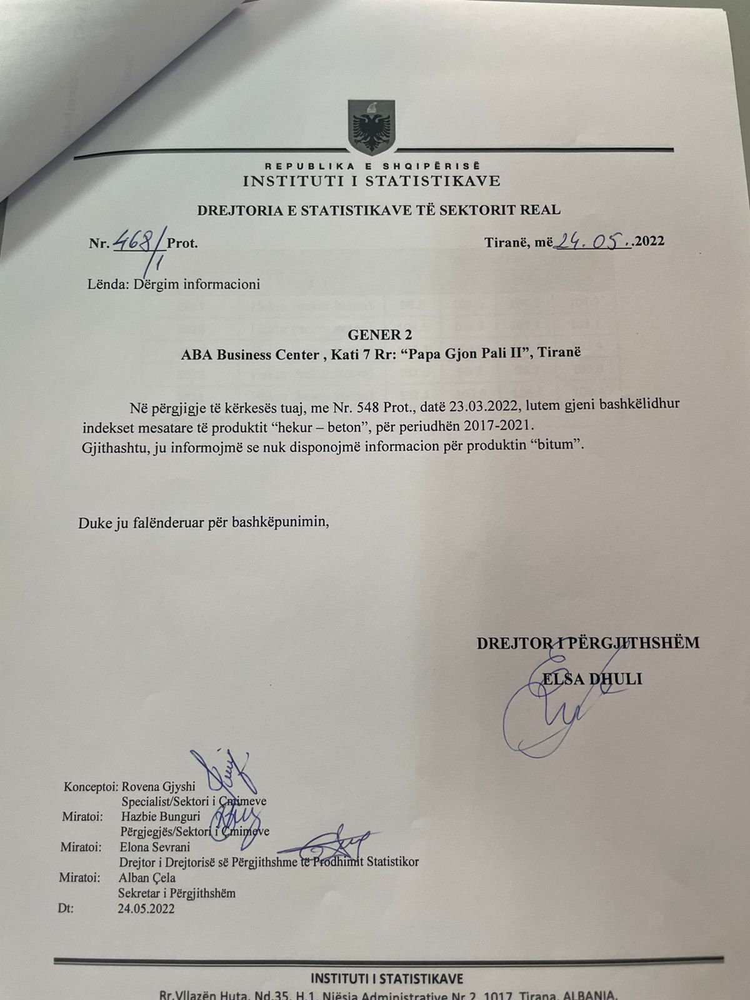 REPUBLIKA E SHQIPËRISË
INSTITUTI I STATISTIKAVE
DREJTORIA E STATISTIKAVE TË SEKTORIT REAL
Nr. 468/1 Prot. Tiranë, më 24.05..2022
Lënda: Dërgim informacioni
GENER 2
ABA Business Center , Kati 7 Rr: “Papa Gjon Pali II”, Tiranë
Në përgjigje të kërkesës tuaj, me Nr. 548 Prot., datë 23.03.2022, lutem gjeni bashkëlidhur
indekset mesatare të produktit “hekur – beton”, për periudhën 2017-2021.
Gjithashtu, ju informojmë se nuk disponojmë informacion për produktin “bitum”.
Duke ju falënderuar për bashkëpunimin,
DREJTOR I PËRGJITHSHËM
ELSA DHULI
Konceptoi: Rovena Gjyshi
Specialist/Sektori i Çmimeve
Miratoi: Hazbie Bunguri
Përgjegjës/Sektori i Çmimeve
Miratoi: Elona Sevrani
Drejtor i Drejtorisë së Përgjithshme të Prodhimit Statistikor
Miratoi: Alban Çela
Sekretar i Përgjithshëm
Dt: 24.05.2022
INSTITUTI I STATISTIKAVE
Rr.Vllazën Huta, Nd.35, H.1, Njësia Administrative Nr.2, 1017, Tirana, ALBANIA.